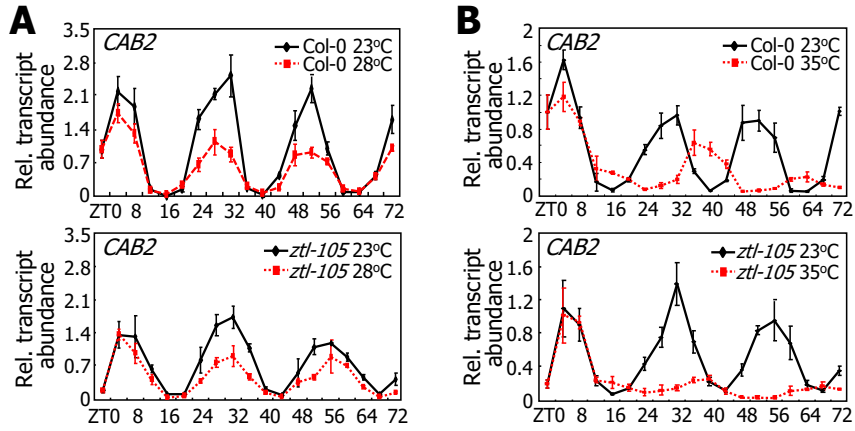 A
CAB2
Col-0 23ºC
Col-0 28ºC
Rel. transcript
abundance
3.5
2.8
2.1
1.4
0.7
0
ZT0 8 16 24 32 40 48 56 64 72
CAB2
ztl-105 23ºC
ztl-105 28ºC
Rel. transcript
abundance
3.5
2.8
2.1
1.4
0.7
0
ZT0 8 16 24 32 40 48 56 64 72
B
CAB2
Col-0 23ºC
Col-0 35ºC
Rel. transcript
abundance
2
1.6
1.2
0.8
0.4
0
ZT0 8 16 24 32 40 48 56 64 72
CAB2
ztl-105 23ºC
ztl-105 35ºC
Rel. transcript
abundance
2
1.6
1.2
0.8
0.4
0
ZT0 8 16 24 32 40 48 56 64 72